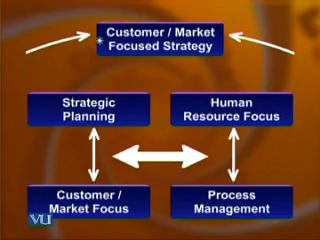 Customer / Market
Focused Strategy
Strategic
Planning
Human
Resource Focus
Customer /
Market Focus
Process
Management
VU